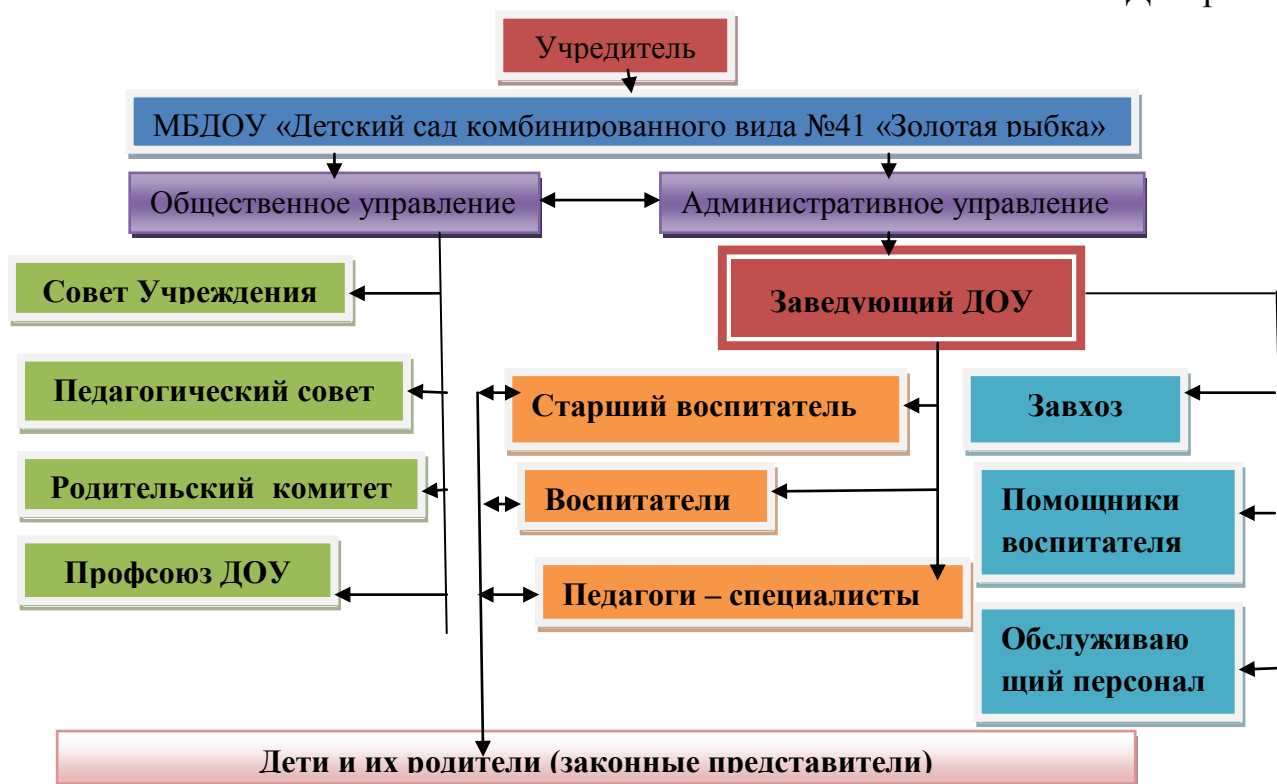 Учредитель
МБДОУ «Детский сад комбинированного вида №41 «Золотая рыбка»
Общественное управление
Административное управление
Совет Учреждения
Заведующий ДОУ
Педагогический совет
Старший воспитатель
Завхоз
Родительский комитет
Воспитатели
Помощники
воспитателя
Профсоюз ДОУ
Педагоги – специалисты
Обслуживаю
щий персонал
Дети и их родители (законные представители)